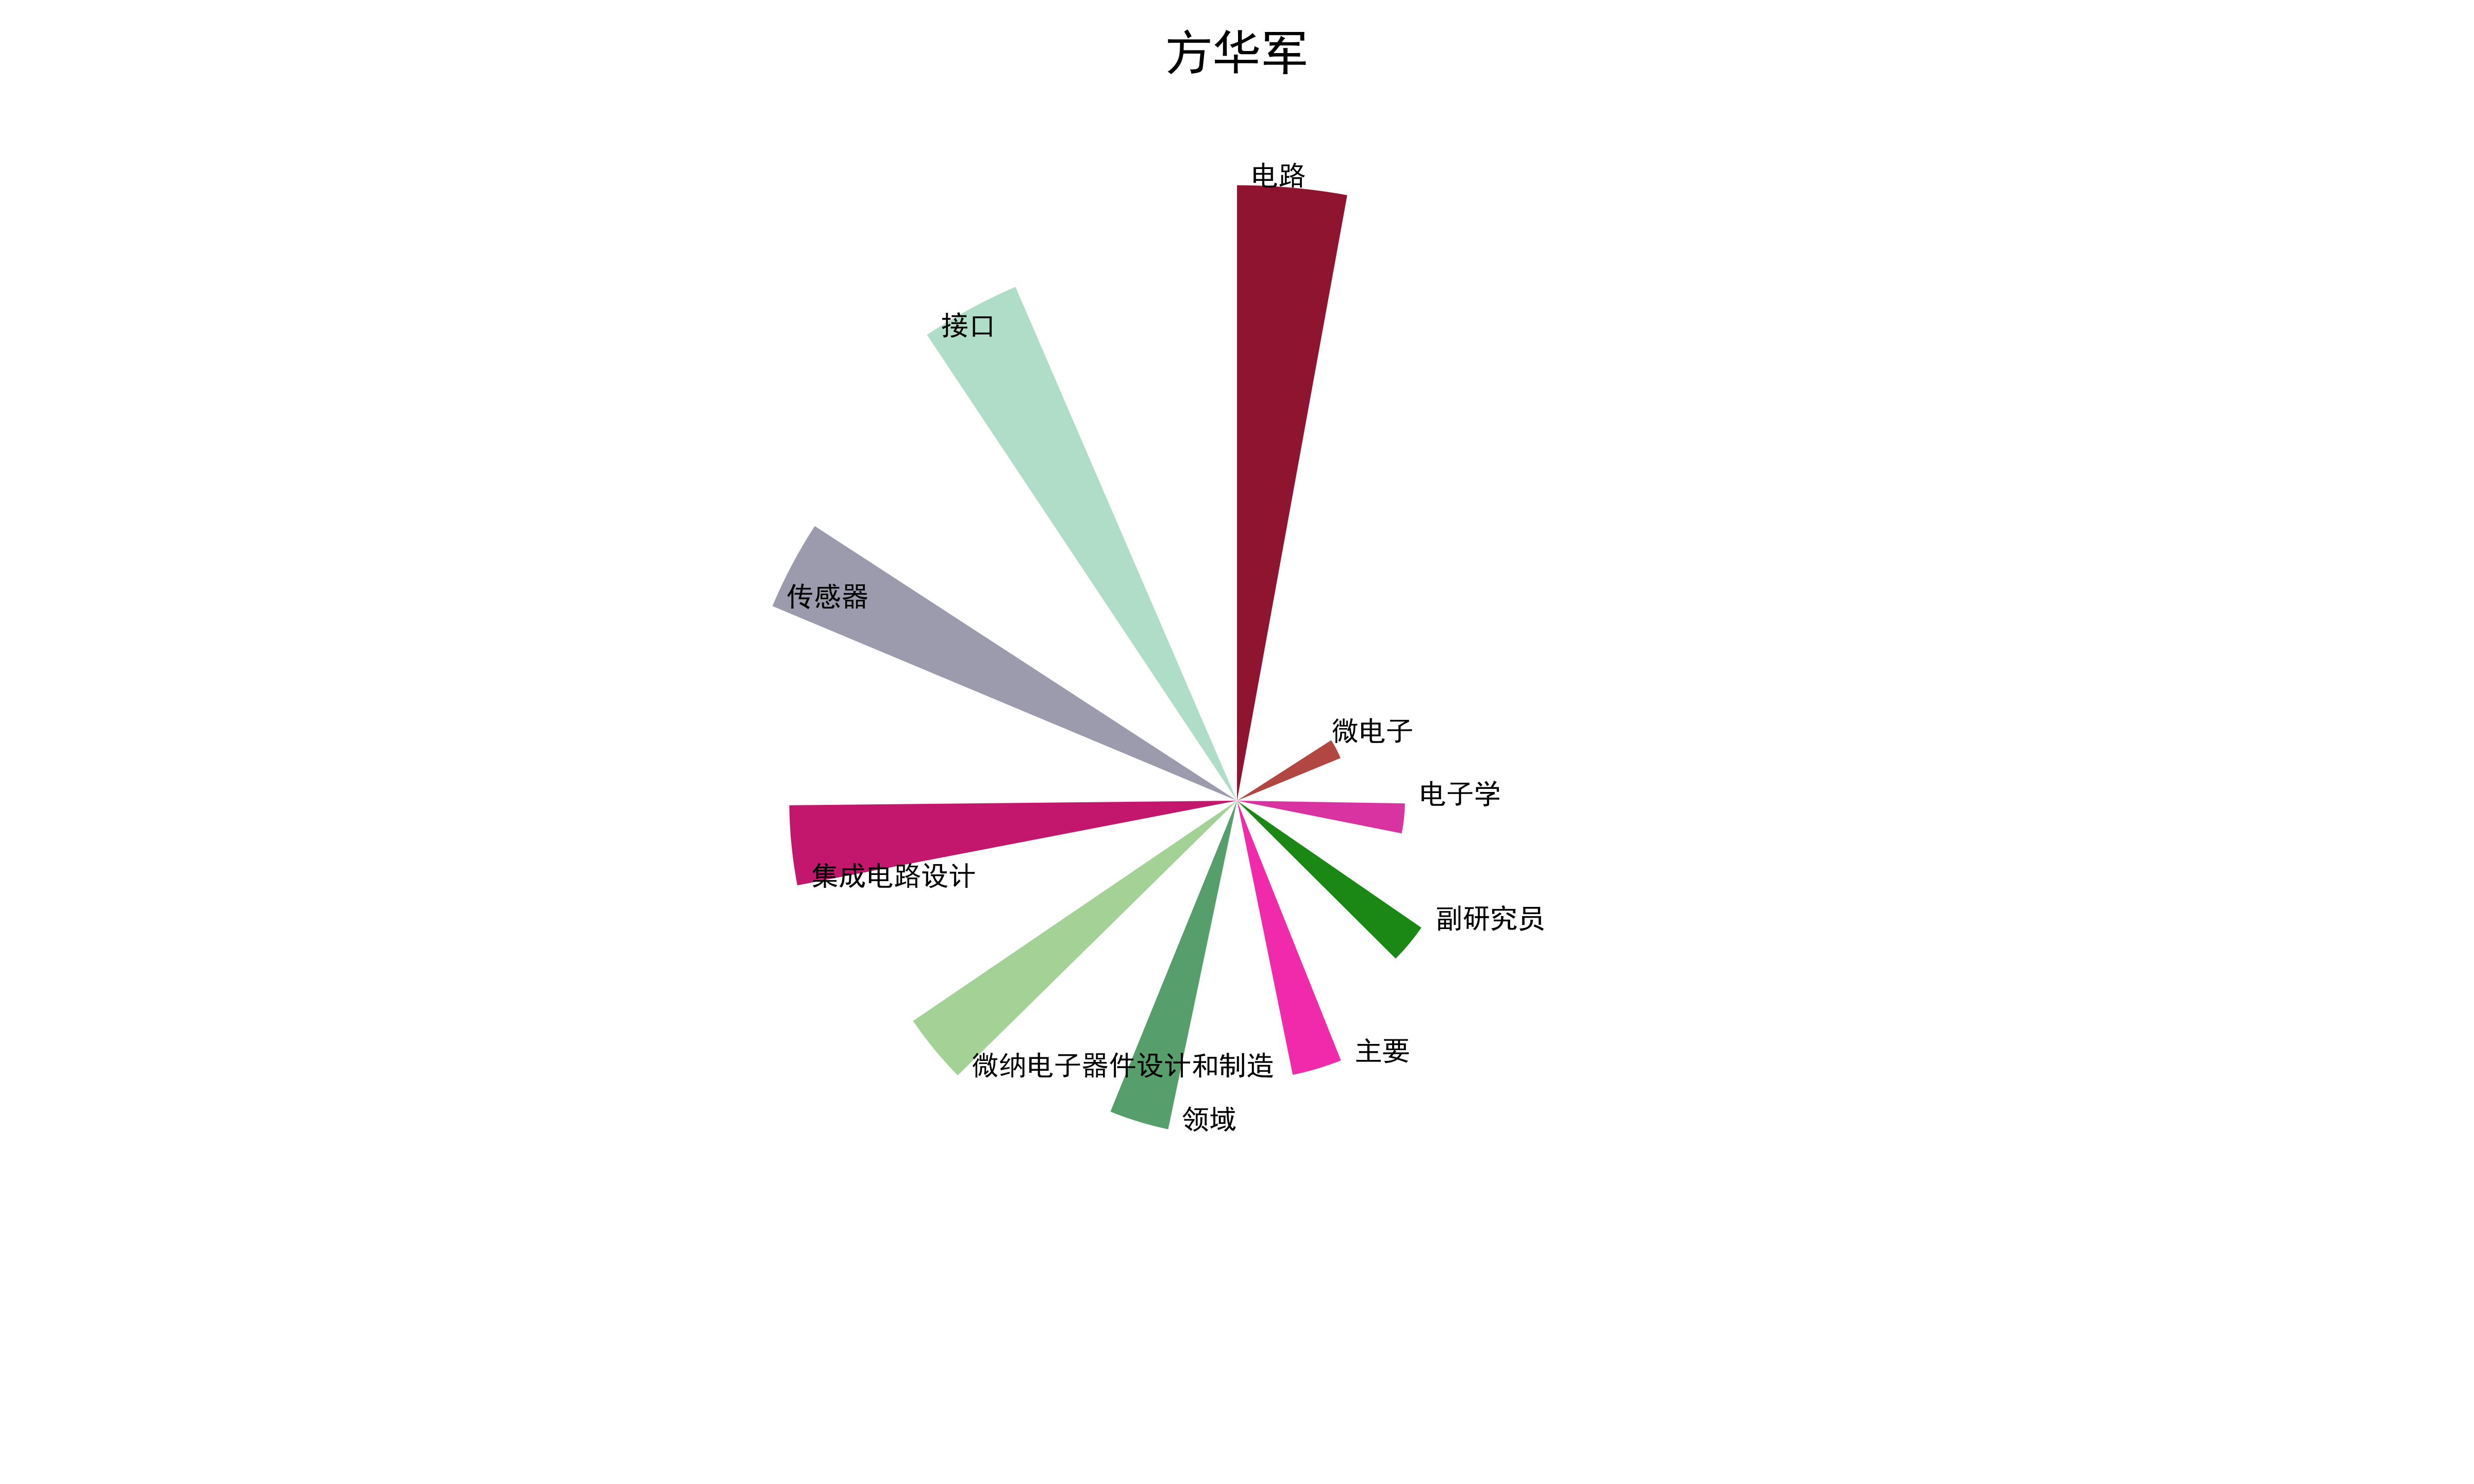 方华军
电路
接口
传感器
微电子
电子学
集成电路设计
副研究员
主要
微纳电子器件设计和制造
领域